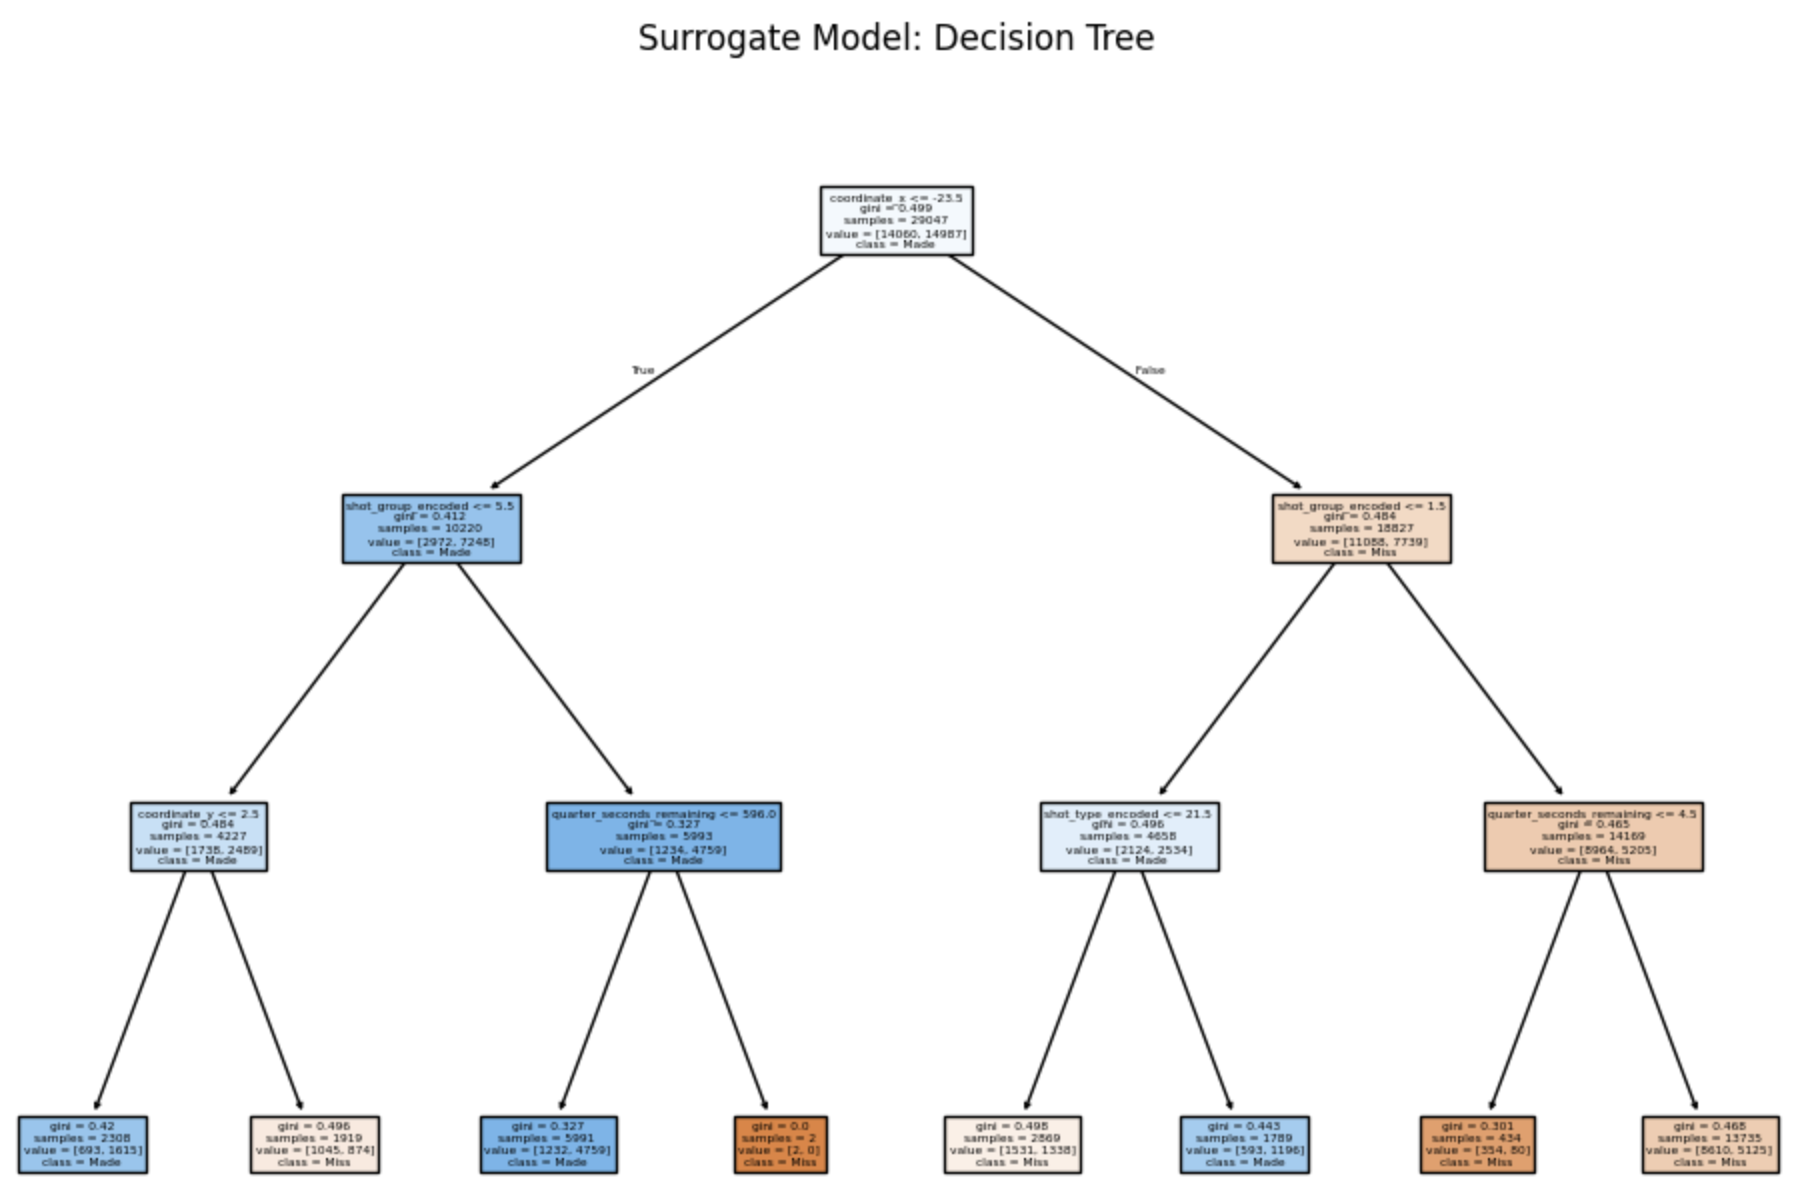 Surrogate Model: Decision Tree
coordinate_x <= -23.5
gini = 0.499
samples = 29047
value = [14060, 14987]
class = Made
True
False
shot_group_encoded <= 5.5
gini = 0.412
samples = 10220
value = [2972, 7248]
class = Made
shot_group_encoded <= 1.5
gini = 0.484
samples = 18827
value = [11088, 7739]
class = Miss
coordinate_y <= 2.5
gini = 0.484
samples = 4227
value = [1738, 2489]
class = Made
quarter_seconds_remaining <= 596.0
gini = 0.327
samples = 5993
value = [1234, 4759]
class = Made
shot_type_encoded <= 21.5
gini = 0.496
samples = 4658
value = [2124, 2534]
class = Made
quarter_seconds_remaining <= 4.5
gini = 0.465
samples = 14169
value = [8964, 5205]
class = Miss
gini = 0.42
samples = 2308
value = [693, 1615]
class = Made
gini = 0.496
samples = 1919
value = [1045, 874]
class = Miss
gini = 0.327
samples = 5991
value = [1232, 4759]
class = Made
gini = 0.0
samples = 2
value = [2, 0]
class = Miss
gini = 0.498
samples = 2869
value = [1531, 1338]
class = Miss
gini = 0.443
samples = 1789
value = [593, 1196]
class = Made
gini = 0.301
samples = 434
value = [354, 80]
class = Miss
gini = 0.468
samples = 13735
value = [8610, 5125]
class = Miss